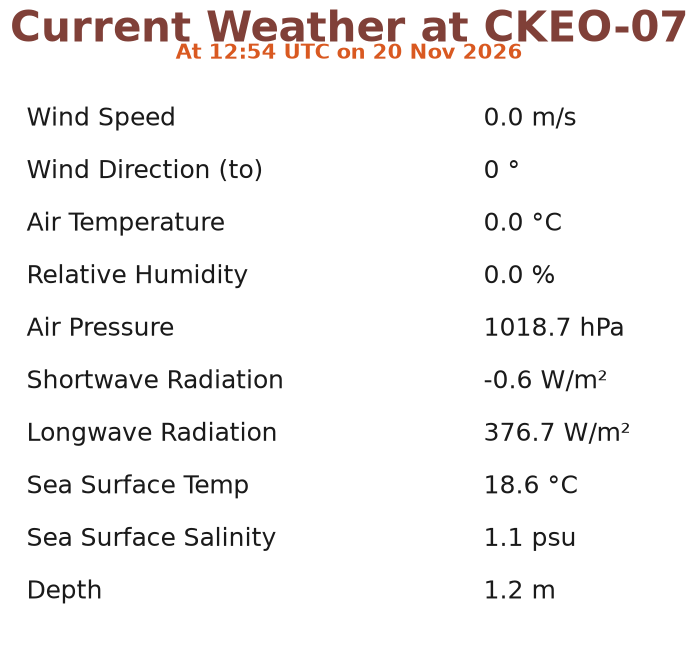 Current Weather at CKEO-07
At 12:54 UTC on 20 Nov 2026
Wind Speed 0.0 m/s
Wind Direction (to) 0 °
Air Temperature 0.0 °C
Relative Humidity 0.0 %
Air Pressure 1018.7 hPa
Shortwave Radiation -0.6 W/m²
Longwave Radiation 376.7 W/m²
Sea Surface Temp 18.6 °C
Sea Surface Salinity 1.1 psu
Depth 1.2 m